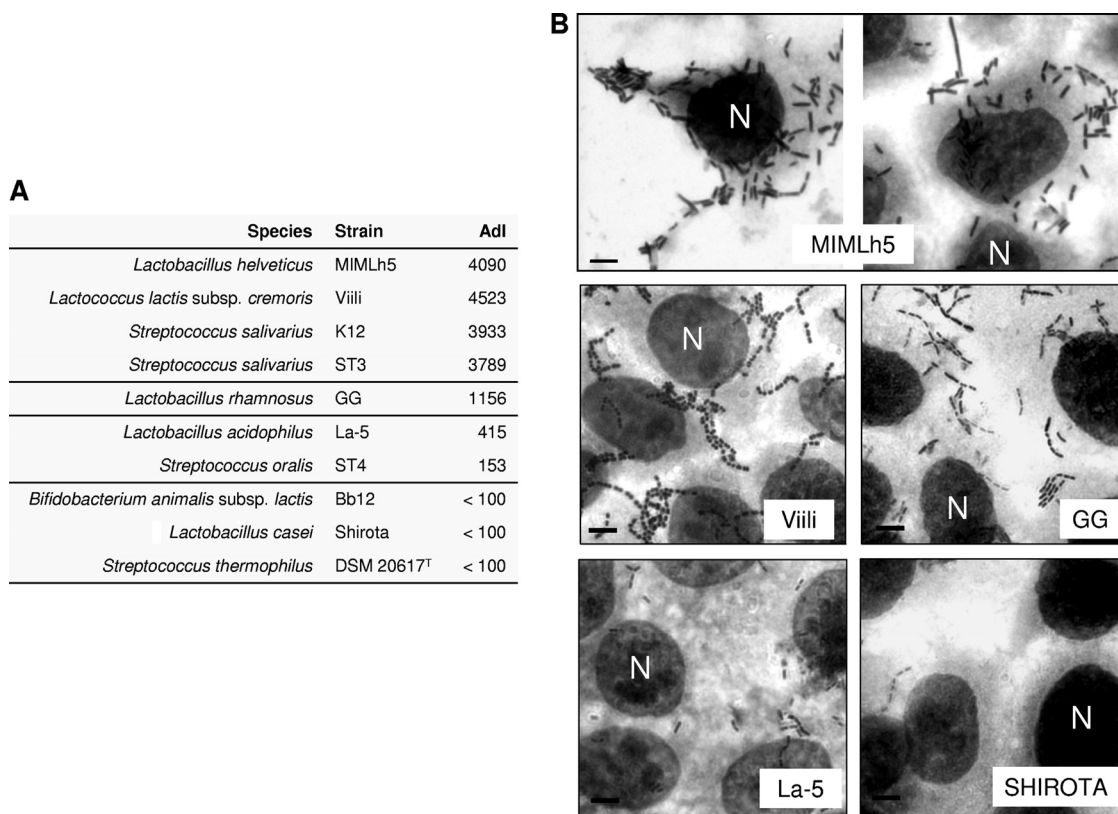 A
Species Strain AdI
Lactobacillus helveticus MIMLh5 4090
Lactococcus lactis subsp. cremoris Viili 4523
Streptococcus salivarius K12 3933
Streptococcus salivarius ST3 3789
Lactobacillus rhamnosus GG 1156
Lactobacillus acidophilus La-5 415
Streptococcus oralis ST4 153
Bifidobacterium animalis subsp. lactis Bb12 < 100
Lactobacillus casei Shirota < 100
Streptococcus thermophilus DSM 20617ᵀ < 100
B
N
N
MIMLh5
N
Viili
N
GG
N
La-5
N
SHIROTA